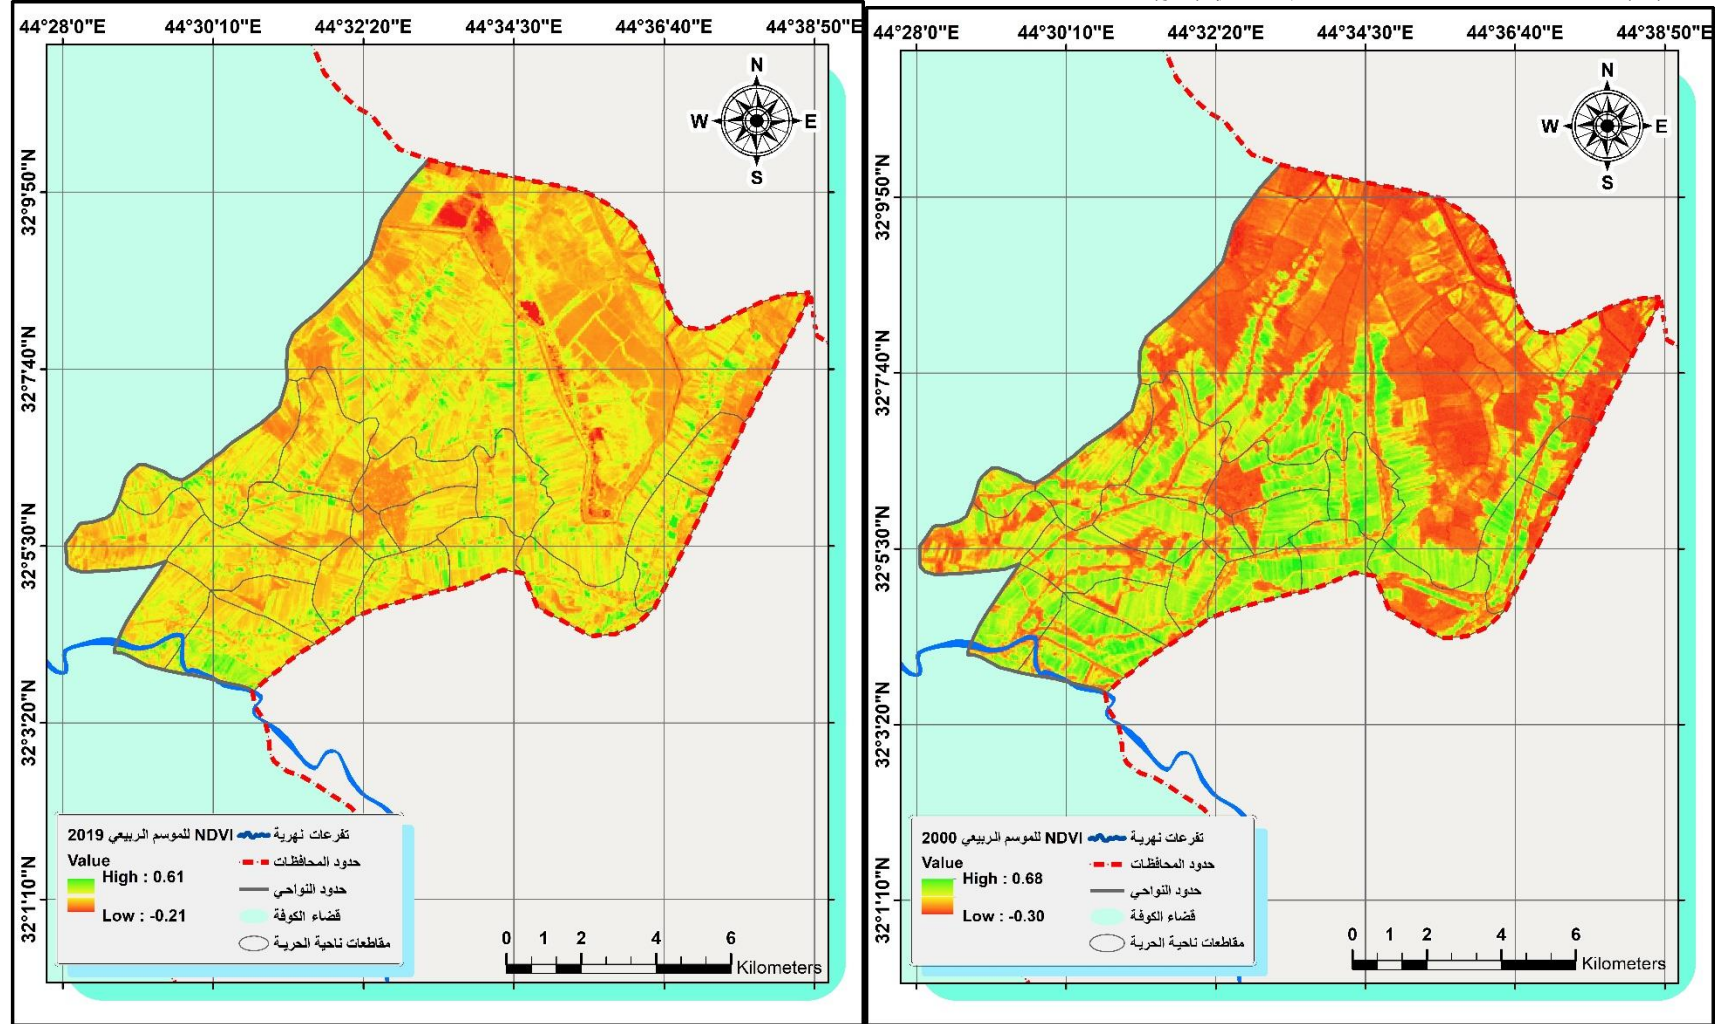 44°28'0"E 44°30'10"E 44°32'20"E 44°34'30"E 44°36'40"E 44°38'50"E
N
W E
S
32°9'50"N
32°7'40"N
32°5'30"N
32°3'20"N
32°1'10"N
NDVI للموسم الربيعي 2019
Value
High : 0.61
Low : -0.21
تفرعات نهرية
حدود المحافظات
حدود النواحي
قضاء الكوفة
مقاطعات ناحية الحرية
0 1 2 4 6
Kilometers
44°28'0"E 44°30'10"E 44°32'20"E 44°34'30"E 44°36'40"E 44°38'50"E
N
W E
S
32°9'50"N
32°7'40"N
32°5'30"N
32°3'20"N
32°1'10"N
NDVI للموسم الربيعي 2000
Value
High : 0.68
Low : -0.30
تفرعات نهرية
حدود المحافظات
حدود النواحي
قضاء الكوفة
مقاطعات ناحية الحرية
0 1 2 4 6
Kilometers